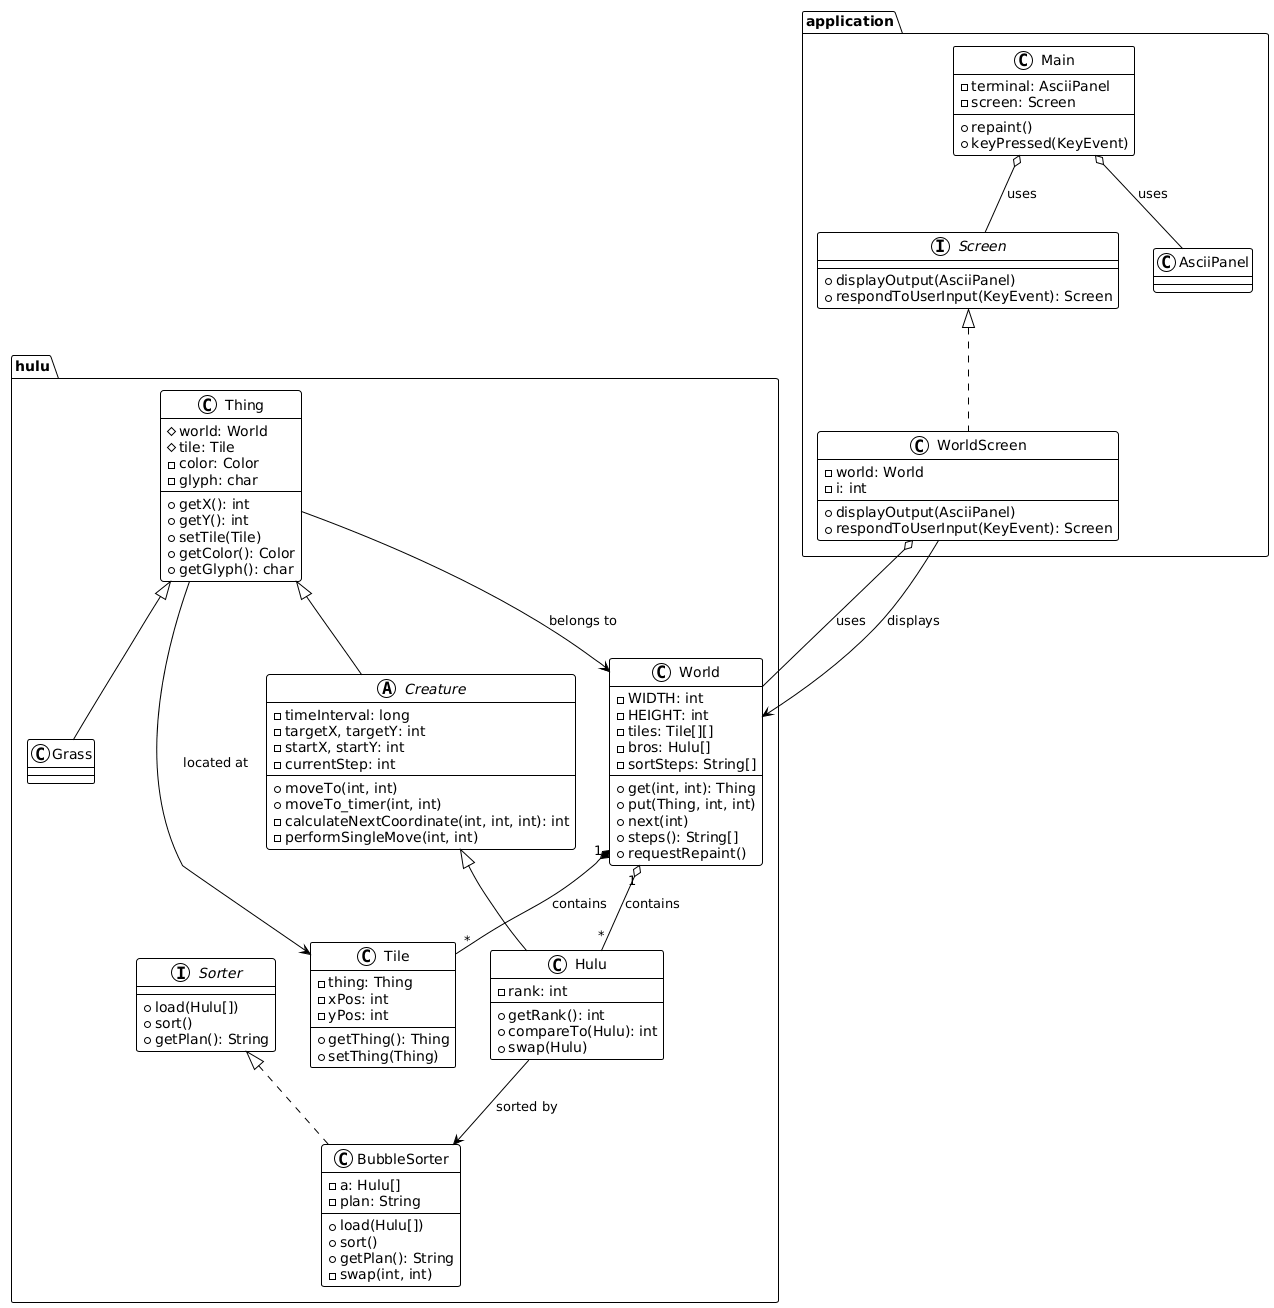 application
C Main
terminal: AsciiPanel
screen: Screen
repaint()
keyPressed(KeyEvent)
uses
uses
I Screen
displayOutput(AsciiPanel)
respondToUserInput(KeyEvent): Screen
C AsciiPanel
C WorldScreen
world: World
i: int
displayOutput(AsciiPanel)
respondToUserInput(KeyEvent): Screen
uses
displays
hulu
C Thing
world: World
tile: Tile
color: Color
glyph: char
getX(): int
getY(): int
setTile(Tile)
getColor(): Color
getGlyph(): char
belongs to
located at
C Grass
A Creature
timeInterval: long
targetX, targetY: int
startX, startY: int
currentStep: int
moveTo(int, int)
moveTo_timer(int, int)
calculateNextCoordinate(int, int, int): int
performSingleMove(int, int)
C World
WIDTH: int
HEIGHT: int
tiles: Tile[][]
bros: Hulu[]
sortSteps: String[]
get(int, int): Thing
put(Thing, int, int)
next(int)
steps(): String[]
requestRepaint()
1
1
contains
contains
*
*
I Sorter
load(Hulu[])
sort()
getPlan(): String
C Tile
thing: Thing
xPos: int
yPos: int
getThing(): Thing
setThing(Thing)
C Hulu
rank: int
getRank(): int
compareTo(Hulu): int
swap(Hulu)
sorted by
C BubbleSorter
a: Hulu[]
plan: String
load(Hulu[])
sort()
getPlan(): String
swap(int, int)